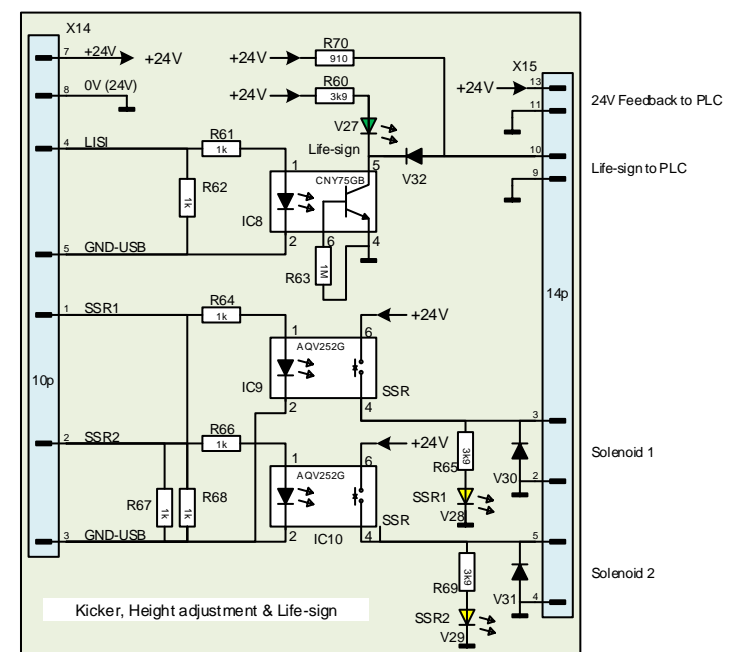 X14
7 +24V +24V
+24V R70 910
8 0V (24V)
+24V R60 3k9
X15
+24V 13
11
24V Feedback to PLC
V27
Life-sign
4 LISI
R61 1k
10
V32
Life-sign to PLC
9
R62 1k
1 CNY75GB 5
IC8
2 6 4
5 GND-USB
R63 1M
14p
1 SSR1
R64 1k
+24V
1 6
AQV252G
10p
IC9
SSR
2 4
3
2 SSR2
R66 1k
+24V
R65 3k9
V30
2
Solenoid 1
1 6
AQV252G
SSR1
V28
R67 1k
R68 1k
SSR
3 GND-USB
2 IC10 4
5
R69 3k9
V31
4
Solenoid 2
SSR2
V29
Kicker, Height adjustment & Life-sign